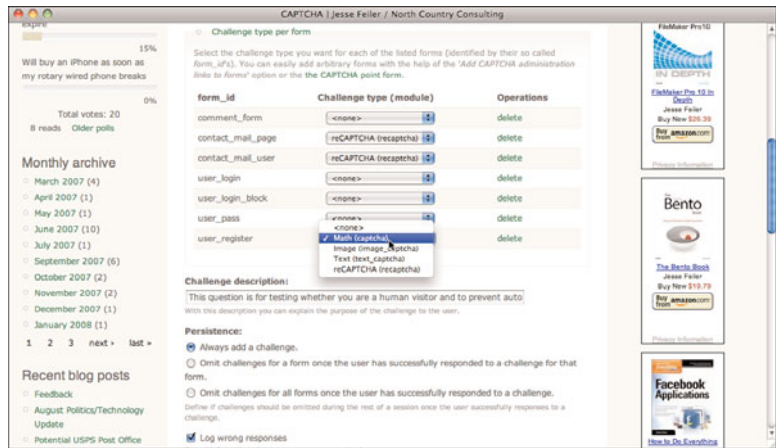 CAPTCHA | Jesse Feiler / North Country Consulting
expire
15%
Will buy an iPhone as soon as
my rotary wired phone breaks
0%
Total votes: 20
8 reads Older polls
Monthly archive
March 2007 (4)
April 2007 (1)
May 2007 (1)
June 2007 (10)
July 2007 (1)
September 2007 (6)
October 2007 (2)
November 2007 (2)
December 2007 (1)
January 2008 (1)
1 2 3 next › last »
Recent blog posts
Feedback
August Politics/Technology
Update
Potential USPS Post Office
Challenge type per form
Select the challenge type you want for each of the listed forms (identified by their so called
form_id's). You can easily add arbitrary forms with the help of the 'Add CAPTCHA administration
links to forms' option or the the CAPTCHA point form.
form_id Challenge type (module) Operations
comment_form <none> delete
contact_mail_page reCAPTCHA (recaptcha) delete
contact_mail_user reCAPTCHA (recaptcha) delete
user_login <none> delete
user_login_block <none> delete
user_pass <none> delete
<none>
user_register ✓ Math (captcha) delete
Image (image_captcha)
Text (text_captcha)
reCAPTCHA (recaptcha)
Challenge description:
This question is for testing whether you are a human visitor and to prevent auto
With this description you can explain the purpose of the challenge to the user.
Persistence:
Always add a challenge.
Omit challenges for a form once the user has successfully responded to a challenge for that
form.
Omit challenges for all forms once the user has successfully responded to a challenge.
Define if challenges should be omitted during the rest of a session once the user successfully responses to a
challenge.
Log wrong responses
FileMaker Pro10
IN DEPTH
FileMaker Pro 10 In
Depth
Jesse Feiler
Buy New $26.39
Buy amazon.com
from
Privacy Information
Bento
The Bento Book
Jesse Feiler
Buy New $19.79
Buy amazon.com
from
Privacy Information
Facebook
Applications
How to Do Everything